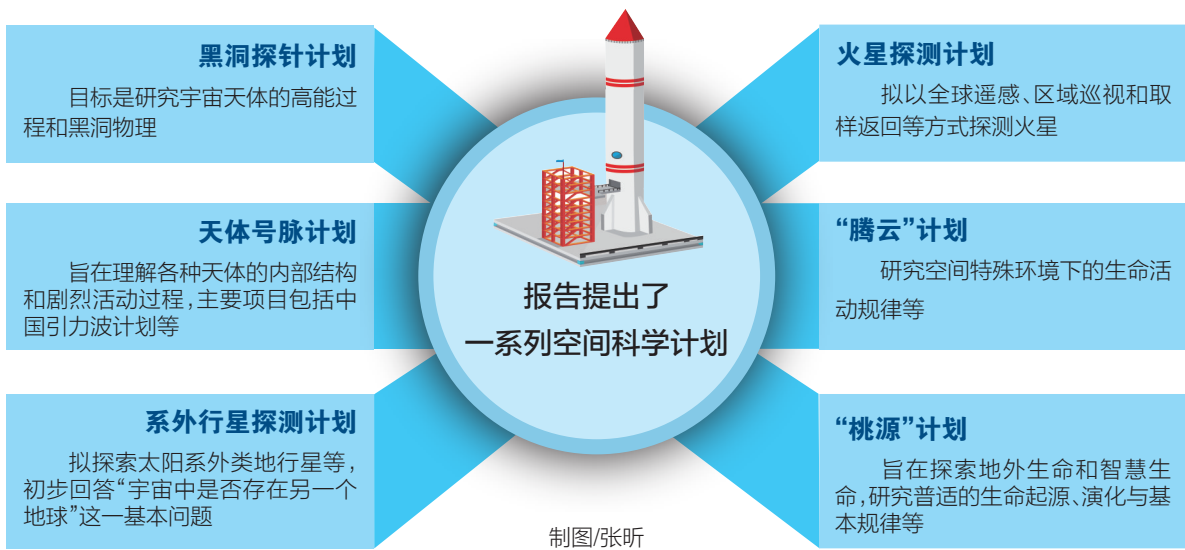 黑洞探针计划
目标是研究宇宙天体的高能过
程和黑洞物理
天体号脉计划
旨在理解各种天体的内部结构
和剧烈活动过程,主要项目包括中
国引力波计划等
系外行星探测计划
拟探索太阳系外类地行星等,
初步回答“宇宙中是否存在另一个
地球”这一基本问题
报告提出了
一系列空间科学计划
火星探测计划
拟以全球遥感、区域巡视和取
样返回等方式探测火星
“腾云”计划
研究空间特殊环境下的生命活
动规律等
“桃源”计划
旨在探索地外生命和智慧生
命,研究普适的生命起源、演化与基
本规律等
制图/张昕